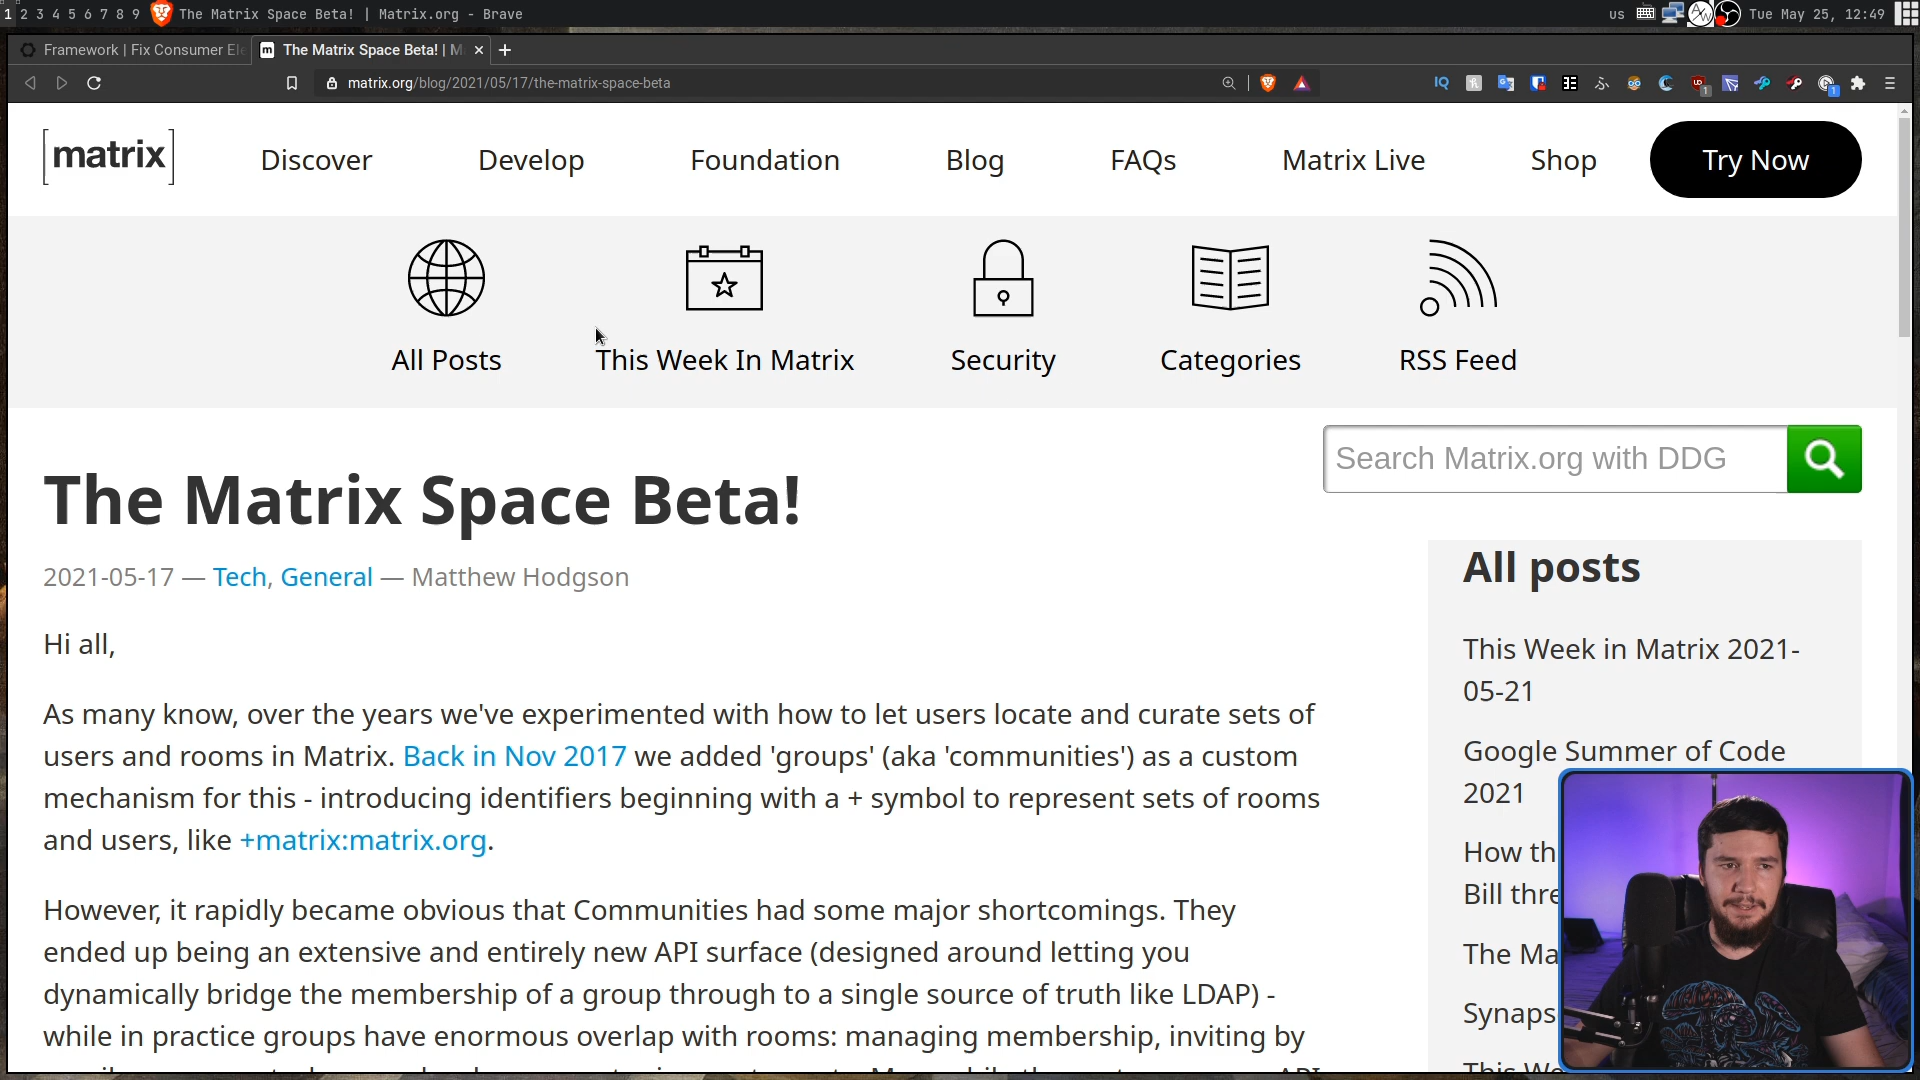 1 2 3 4 5 6 7 8 9 The Matrix Space Beta! | Matrix.org - Brave us Tue May 25, 12:49
Framework | Fix Consumer Ele The Matrix Space Beta! | M
matrix.org/blog/2021/05/17/the-matrix-space-beta
[matrix] Discover Develop Foundation Blog FAQs Matrix Live Shop Try Now
All Posts This Week In Matrix Security Categories RSS Feed
Search Matrix.org with DDG
The Matrix Space Beta!
2021-05-17 — Tech, General — Matthew Hodgson
Hi all,
As many know, over the years we've experimented with how to let users locate and curate sets of
users and rooms in Matrix. Back in Nov 2017 we added 'groups' (aka 'communities') as a custom
mechanism for this - introducing identifiers beginning with a + symbol to represent sets of rooms
and users, like +matrix:matrix.org.
However, it rapidly became obvious that Communities had some major shortcomings. They
ended up being an extensive and entirely new API surface (designed around letting you
dynamically bridge the membership of a group through to a single source of truth like LDAP) -
while in practice groups have enormous overlap with rooms: managing membership, inviting by
All posts
This Week in Matrix 2021-
05-21
Google Summer of Code
2021
How th
Bill thre
The Ma
Synaps
This We